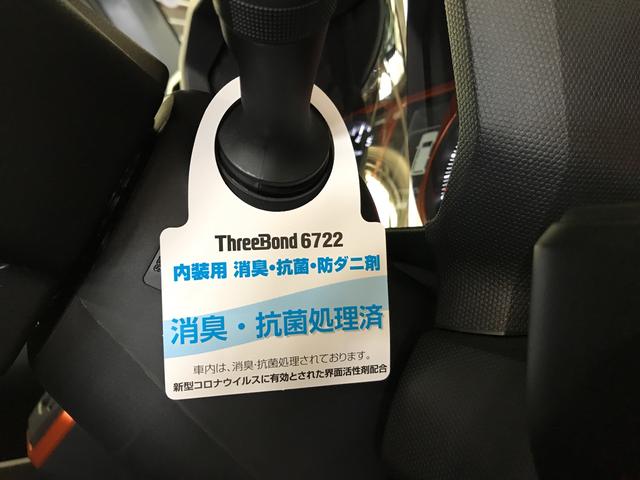 ThreeBond 6722
内装用 消臭・抗菌・防ダニ剤
消臭・抗菌処理済
車内は、消臭・抗菌処理されております。
新型コロナウイルスに有効とされた界面活性剤配合